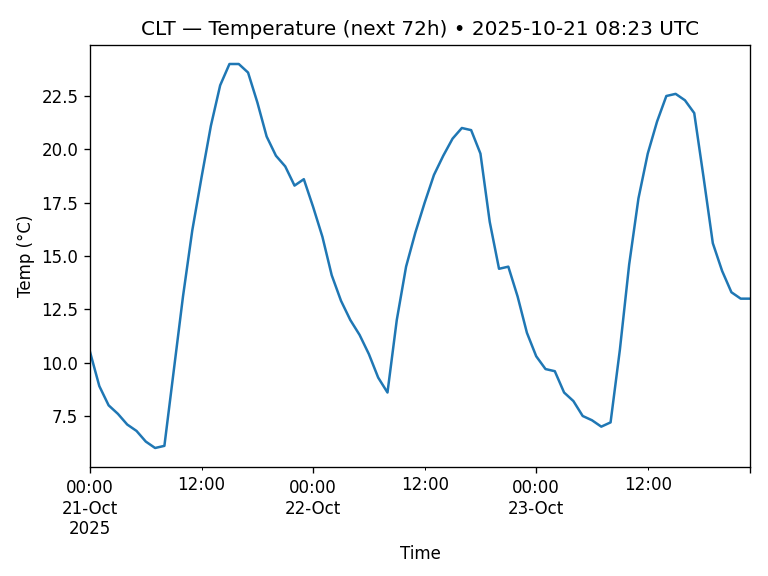 CLT — Temperature (next 72h) • 2025-10-21 08:23 UTC
22.5
20.0
17.5
15.0
12.5
10.0
7.5
Temp (°C)
00:00 12:00 00:00 12:00 00:00 12:00
21-Oct 22-Oct 23-Oct
2025
Time